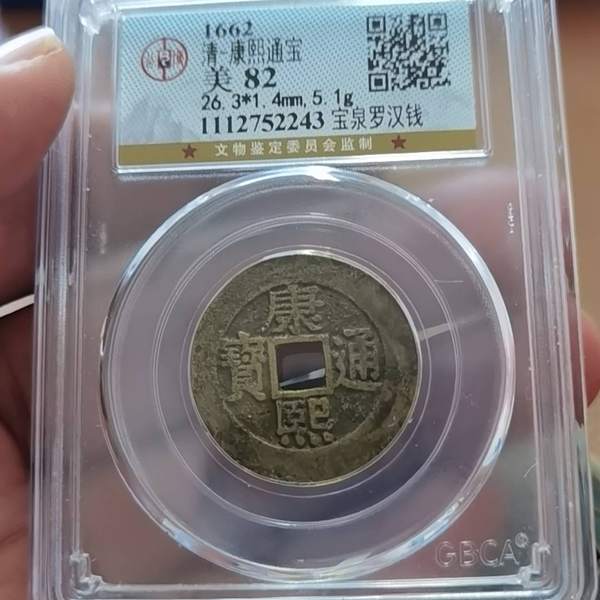 1662
清-康熙通宝
美 82
26.3*1.4mm,5.1g
1112752243 宝泉罗汉钱
★ 文物鉴定委员会监制 ★
康
寶 通
熙
GBCA®